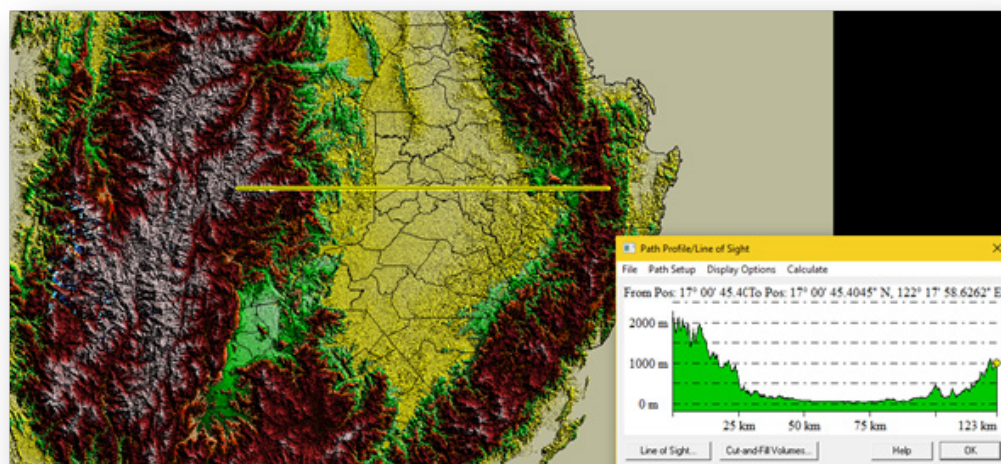 Path Profile/Line of Sight
File Path Setup Display Options Calculate
From Pos: 17° 00' 45.4CTo Pos: 17° 00' 45.4045" N, 122° 17' 58.6262" E
2000 m
1000 m
0 m
25 km 50 km 75 km 123 km
Line of Sight... Cut-and-Fill Volumes... Help OK